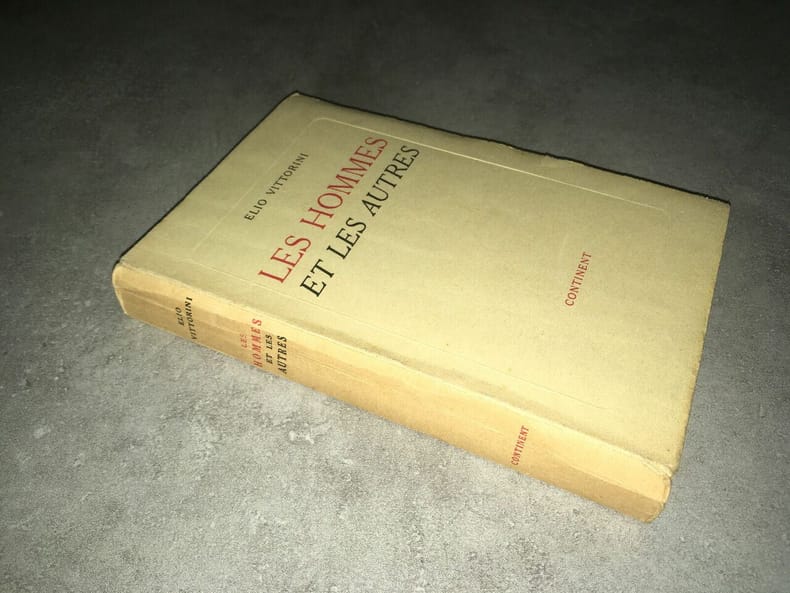 ELIO VITTORINI
LES HOMMES
ET LES AUTRES
CONTINENT
ELIO
VITTORINI
LES
HOMMES
ET LES
AUTRES
CONTINENT